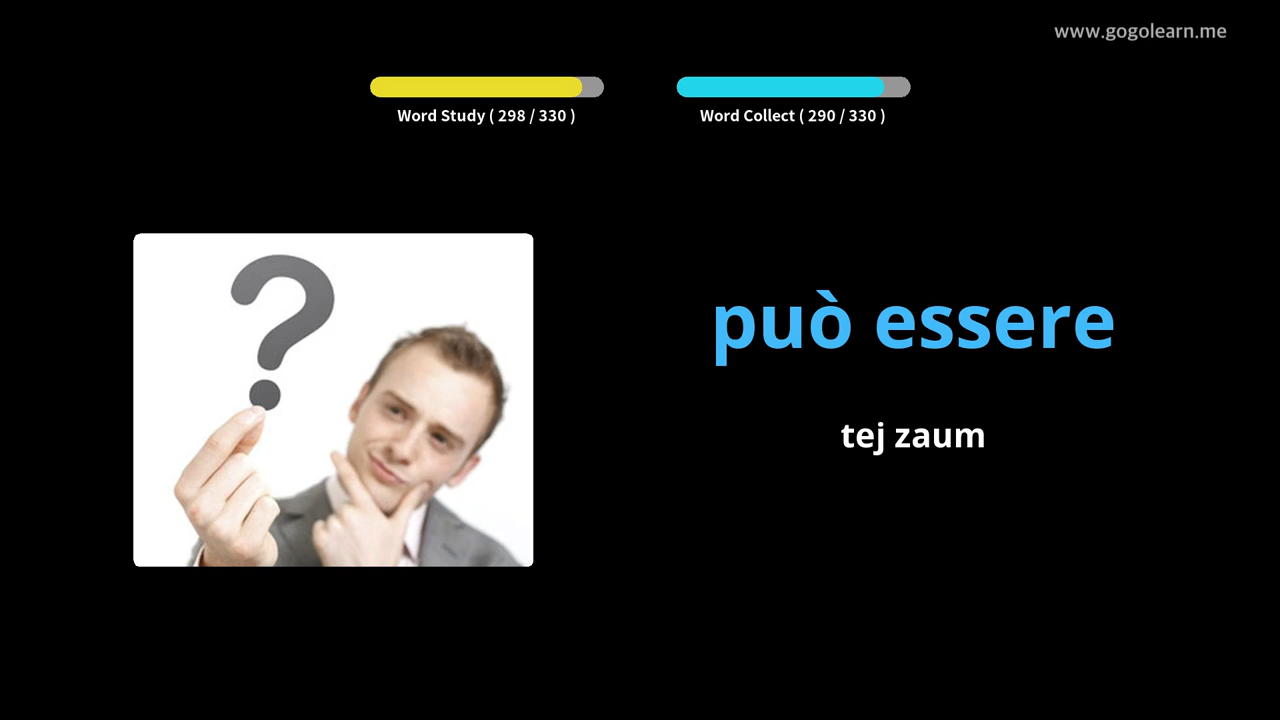 www.gogolearn.me
Word Study ( 298 / 330 )
Word Collect ( 290 / 330 )
può essere
tej zaum